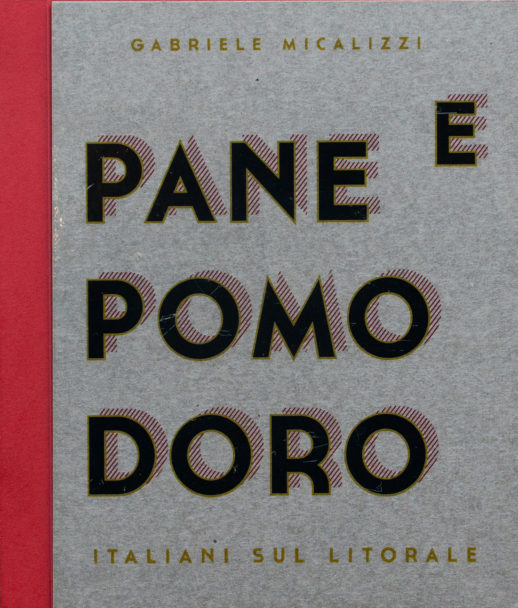 GABRIELE MICALIZZI
PANE E
POMO
DORO
ITALIANI SUL LITORALE